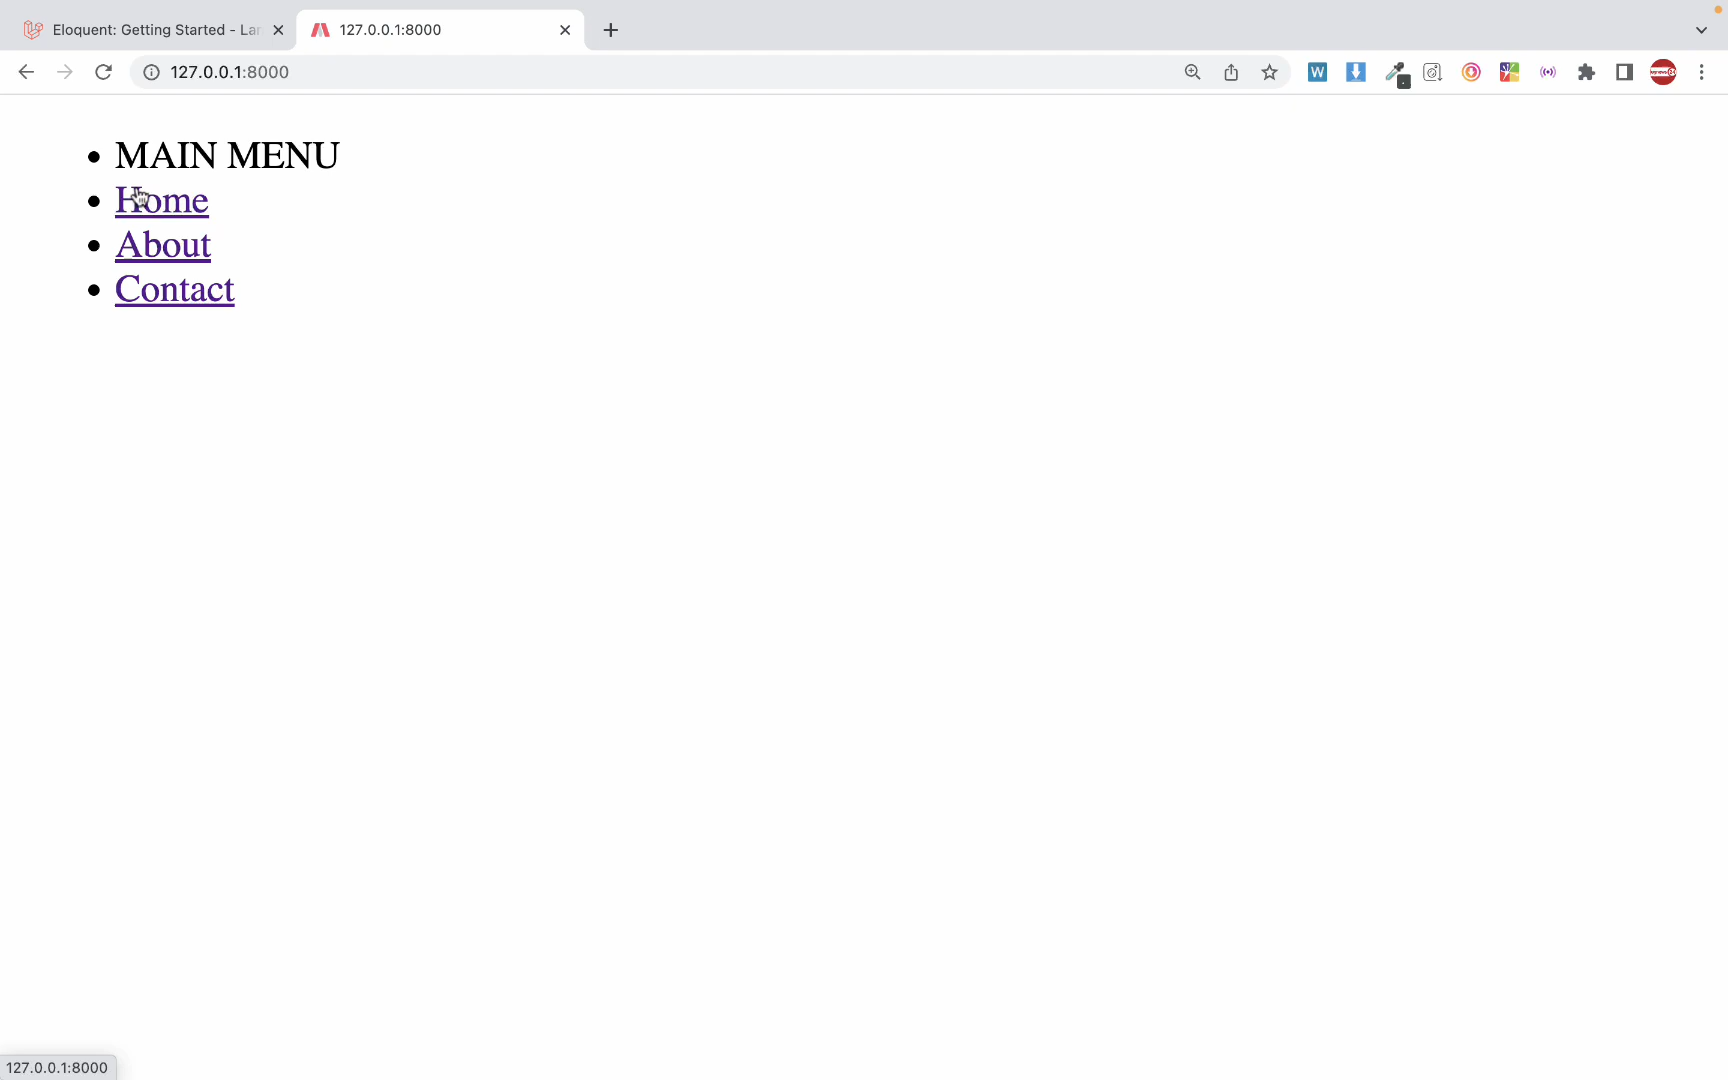 Eloquent: Getting Started - Lar
127.0.0.1:8000
127.0.0.1:8000
W
MAIN MENU
Home
About
Contact
127.0.0.1:8000